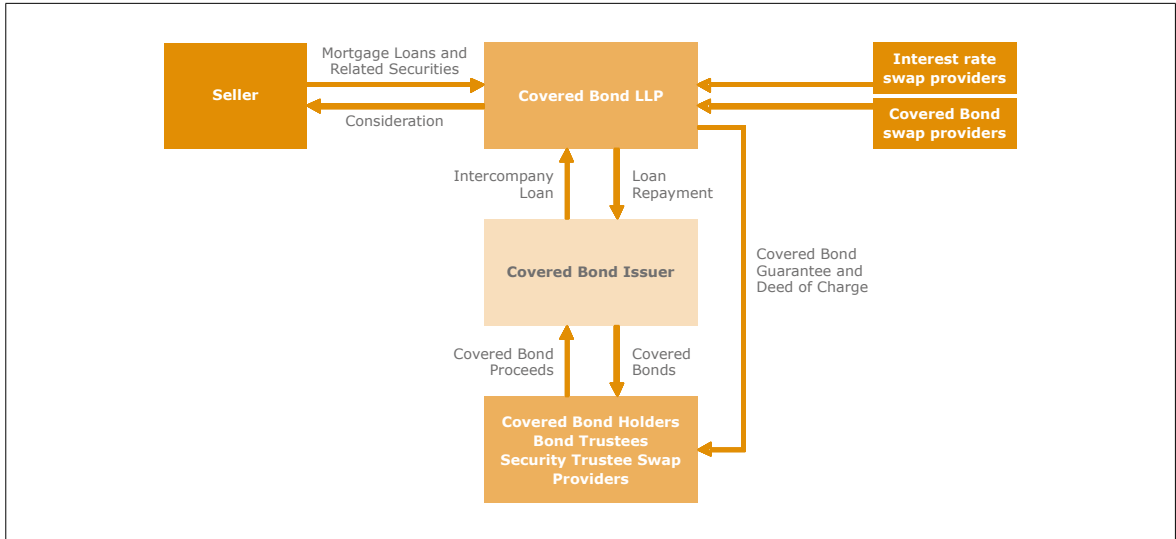 Mortgage Loans and
Related Securities
Seller
Consideration
Covered Bond LLP
Interest rate
swap providers
Covered Bond
swap providers
Intercompany
Loan
Loan
Repayment
Covered Bond Issuer
Covered Bond
Guarantee and
Deed of Charge
Covered Bond
Proceeds
Covered
Bonds
Covered Bond Holders
Bond Trustees
Security Trustee Swap
Providers